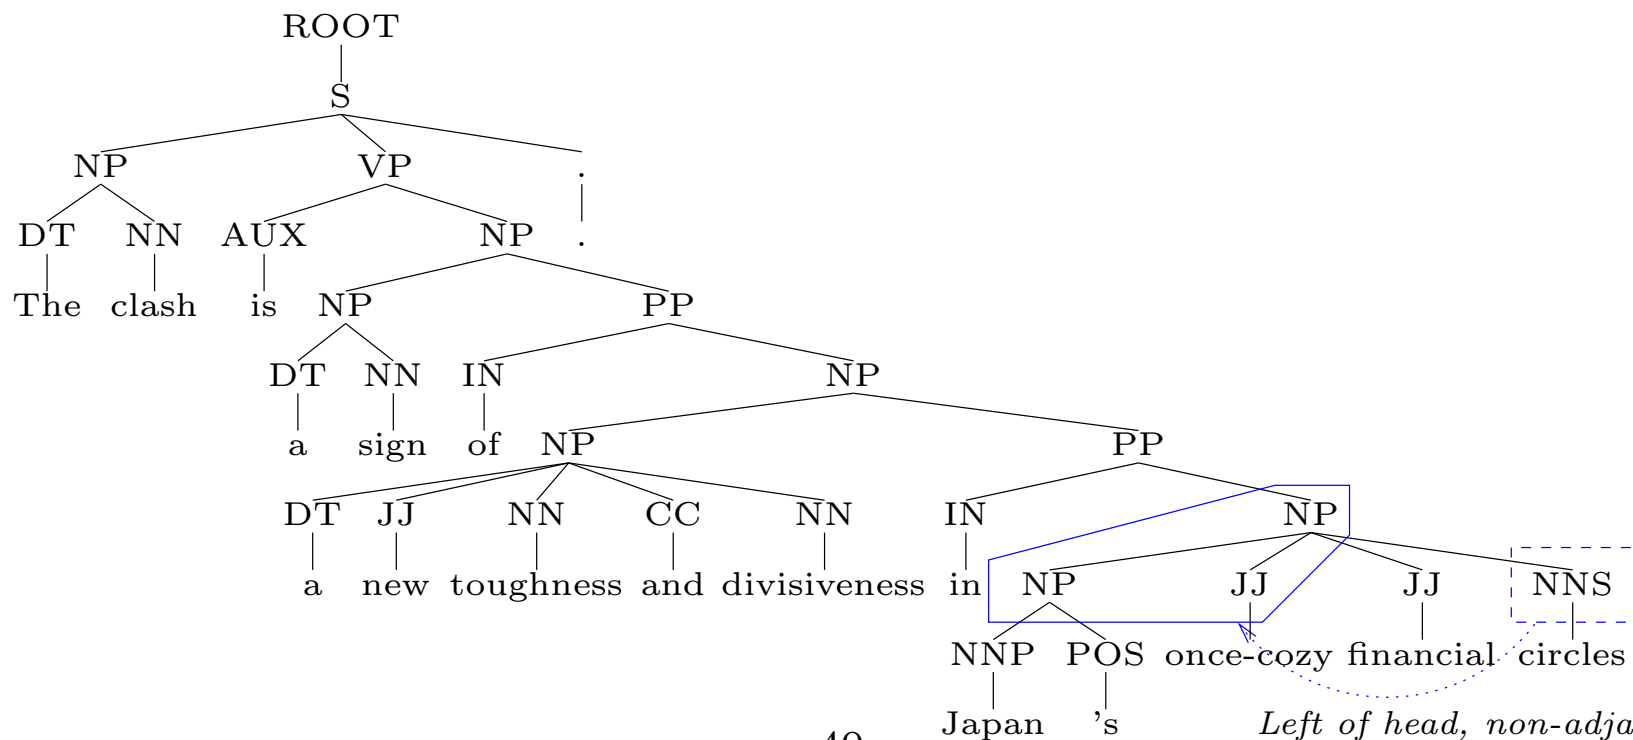 ROOT
S
NP VP .
DT NN AUX NP .
The clash is NP PP
DT NN IN NP
a sign of NP PP
DT JJ NN CC NN IN NP
a new toughness and divisiveness in NP JJ JJ NNS
NNP POS once-cozy financial circles
Japan 's Left of head, non-adja